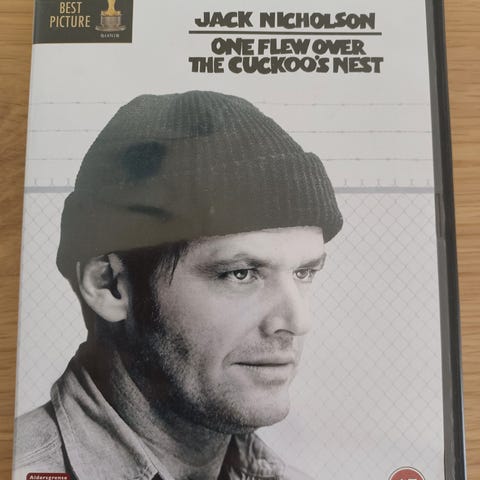 BEST
PICTURE
JACK NICHOLSON
ONE FLEW OVER
THE CUCKOO'S NEST
Aldersgrense